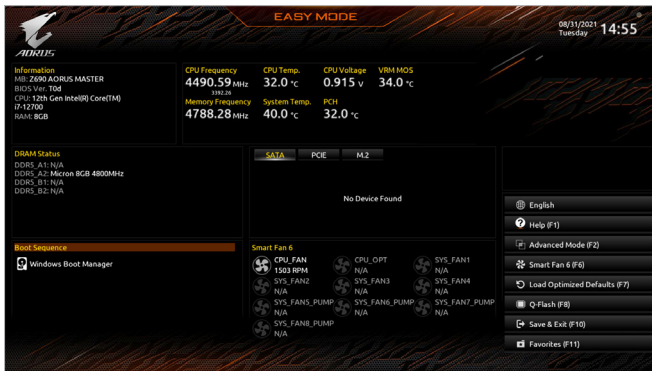 EASY MODE
08/31/2021
Tuesday
14:55
AORUS
Information
MB: Z690 AORUS MASTER
BIOS Ver. T0d
CPU: 12th Gen Intel(R) Core(TM)
i7-12700
RAM: 8GB
CPU Frequency
4490.59 MHz
3392.26
CPU Temp.
32.0 °C
CPU Voltage
0.915 V
VRM MOS
34.0 °C
Memory Frequency
4788.28 MHz
System Temp.
40.0 °C
PCH
32.0 °C
DRAM Status
DDR5_A1: N/A
DDR5_A2: Micron 8GB 4800MHz
DDR5_B1: N/A
DDR5_B2: N/A
SATA
PCIE
M.2
No Device Found
Boot Sequence
Windows Boot Manager
Smart Fan 6
CPU_FAN
1503 RPM
CPU_OPT
N/A
SYS_FAN1
N/A
SYS_FAN2
N/A
SYS_FAN3
N/A
SYS_FAN4
N/A
SYS_FAN5_PUMP
N/A
SYS_FAN6_PUMP
N/A
SYS_FAN7_PUMP
N/A
SYS_FAN8_PUMP
N/A
English
Help (F1)
Advanced Mode (F2)
Smart Fan 6 (F6)
Load Optimized Defaults (F7)
Q-Flash (F8)
Save & Exit (F10)
Favorites (F11)